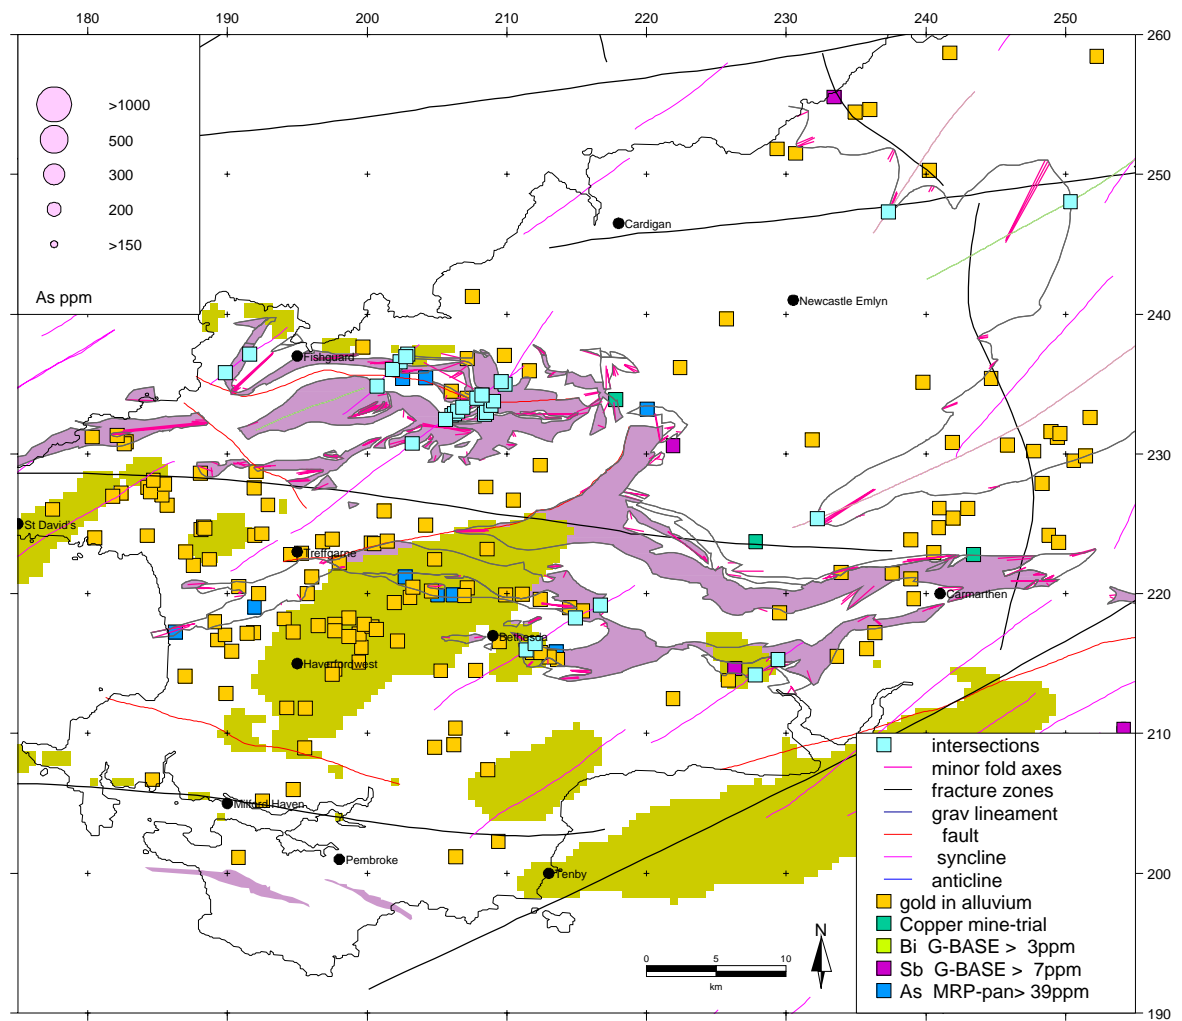 180 190 200 210 220 230 240 250
260
>1000
500
300
200
>150
As ppm
250
Cardigan
Newcastle Emlyn
240
Fishguard
230
St David's
Treffgarne
Carmarthen
220
Bethesda
Haverfordwest
210
Milford Haven
Pembroke
Tenby
200
190
intersections
minor fold axes
fracture zones
grav lineament
fault
syncline
anticline
gold in alluvium
Copper mine-trial
Bi G-BASE > 3ppm
Sb G-BASE > 7ppm
As MRP-pan> 39ppm
N
0 5 10
km